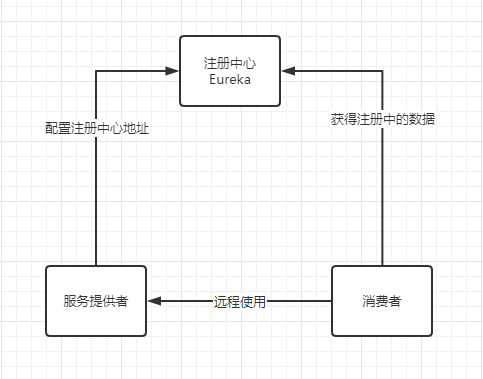 注册中心
Eureka
配置注册中心地址
获得注册中的数据
服务提供者
远程使用
消费者